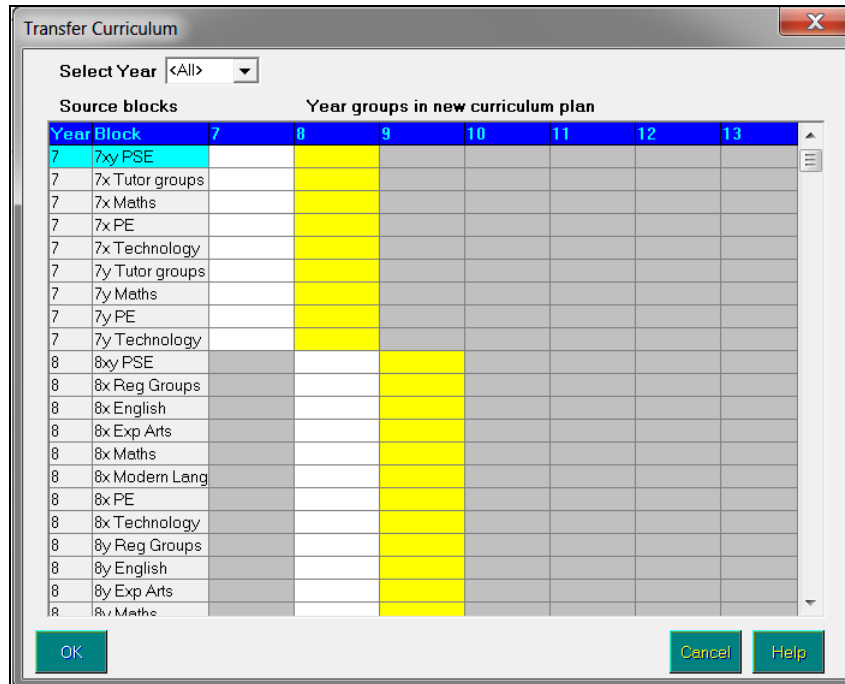 Transfer Curriculum
Select Year <All>
Source blocks Year groups in new curriculum plan
Year Block 7 8 9 10 11 12 13
7 7xy PSE
7 7x Tutor groups
7 7x Maths
7 7x PE
7 7x Technology
7 7y Tutor groups
7 7y Maths
7 7y PE
7 7y Technology
8 8xy PSE
8 8x Reg Groups
8 8x English
8 8x Exp Arts
8 8x Maths
8 8x Modern Lang
8 8x PE
8 8x Technology
8 8y Reg Groups
8 8y English
8 8y Exp Arts
8 8y Maths
OK Cancel Help